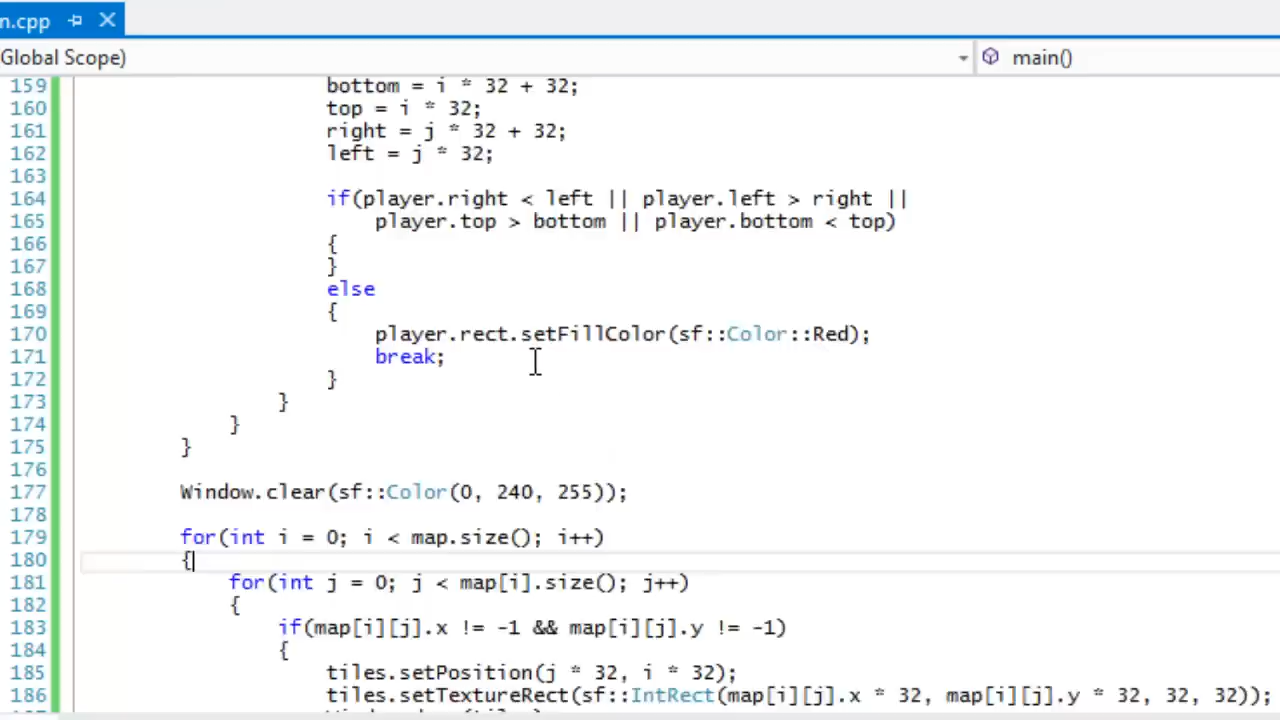 n.cpp
Global Scope) main()
159 bottom = i * 32 + 32;
160 top = i * 32;
161 right = j * 32 + 32;
162 left = j * 32;
163
164 if(player.right < left || player.left > right ||
165 player.top > bottom || player.bottom < top)
166 {
167 }
168 else
169 {
170 player.rect.setFillColor(sf::Color::Red);
171 break;
172 }
173 }
174 }
175 }
176
177 Window.clear(sf::Color(0, 240, 255));
178
179 for(int i = 0; i < map.size(); i++)
180 {
181 for(int j = 0; j < map[i].size(); j++)
182 {
183 if(map[i][j].x != -1 && map[i][j].y != -1)
184 {
185 tiles.setPosition(j * 32, i * 32);
186 tiles.setTextureRect(sf::IntRect(map[i][j].x * 32, map[i][j].y * 32, 32, 32));